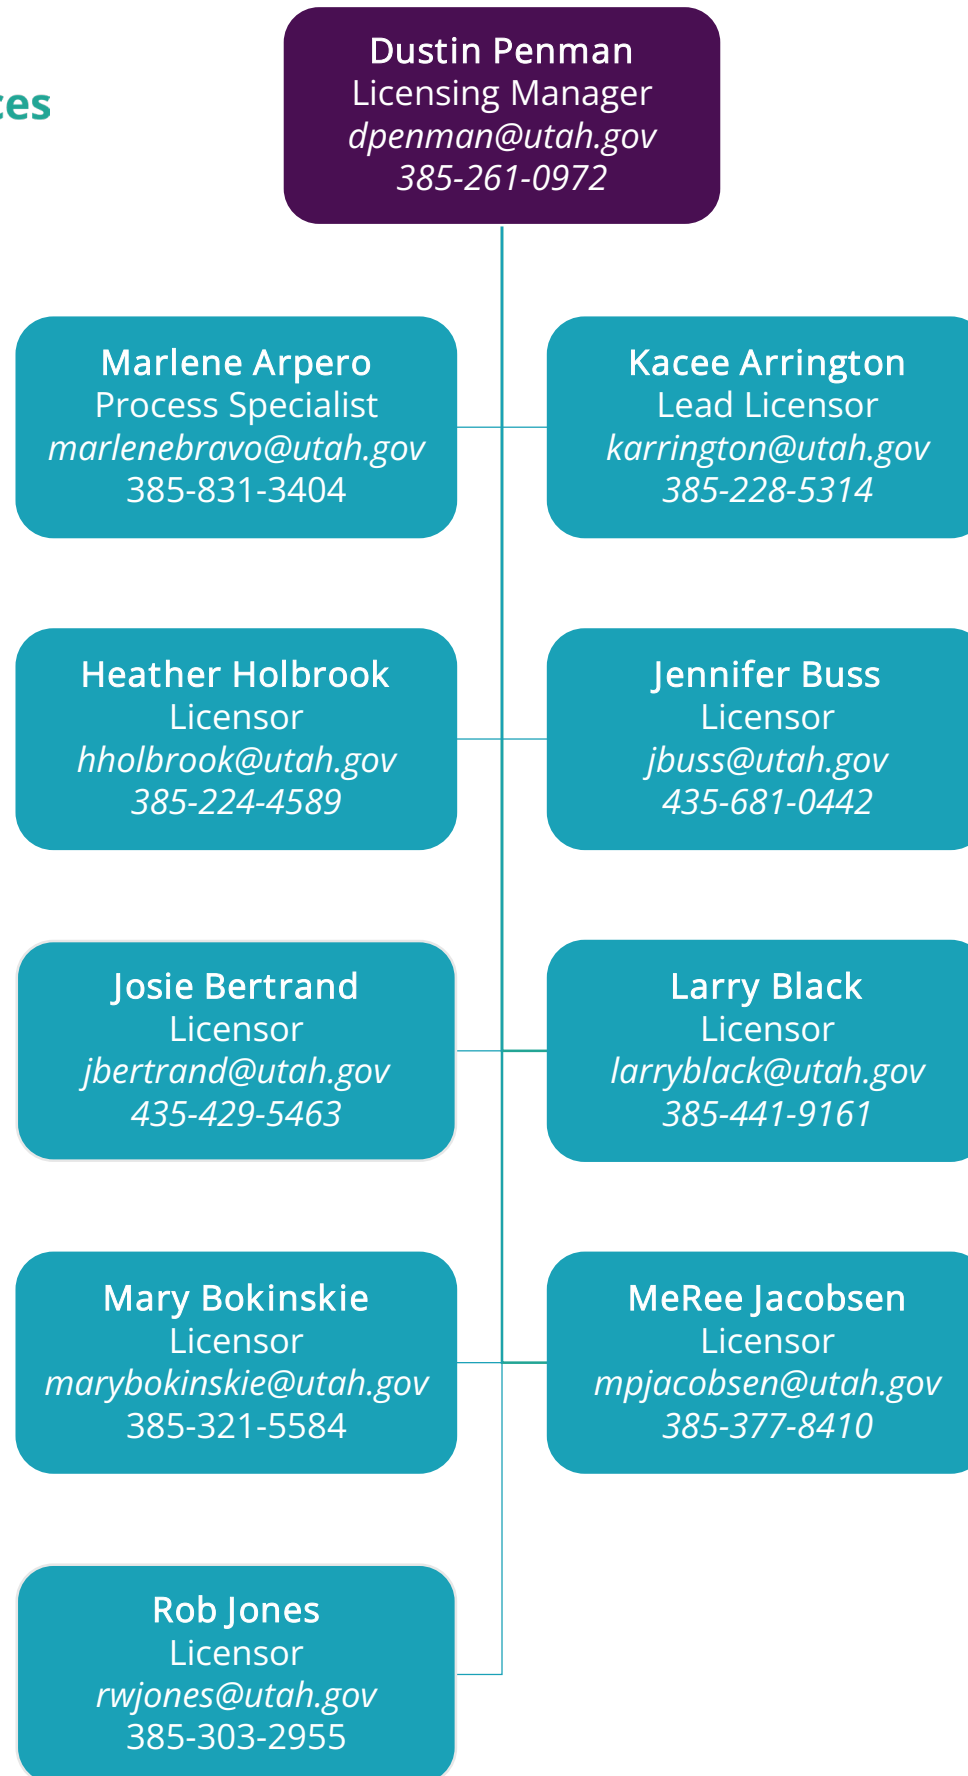 Dustin Penman
Licensing Manager
dpenman@utah.gov
385-261-0972
Marlene Arpero
Process Specialist
marlenebravo@utah.gov
385-831-3404
Kacee Arrington
Lead Licensor
karrington@utah.gov
385-228-5314
Heather Holbrook
Licensor
hholbrook@utah.gov
385-224-4589
Jennifer Buss
Licensor
jbuss@utah.gov
435-681-0442
Josie Bertrand
Licensor
jbertrand@utah.gov
435-429-5463
Larry Black
Licensor
larryblack@utah.gov
385-441-9161
Mary Bokinskie
Licensor
marybokinskie@utah.gov
385-321-5584
MeRee Jacobsen
Licensor
mpjacobsen@utah.gov
385-377-8410
Rob Jones
Licensor
rwjones@utah.gov
385-303-2955